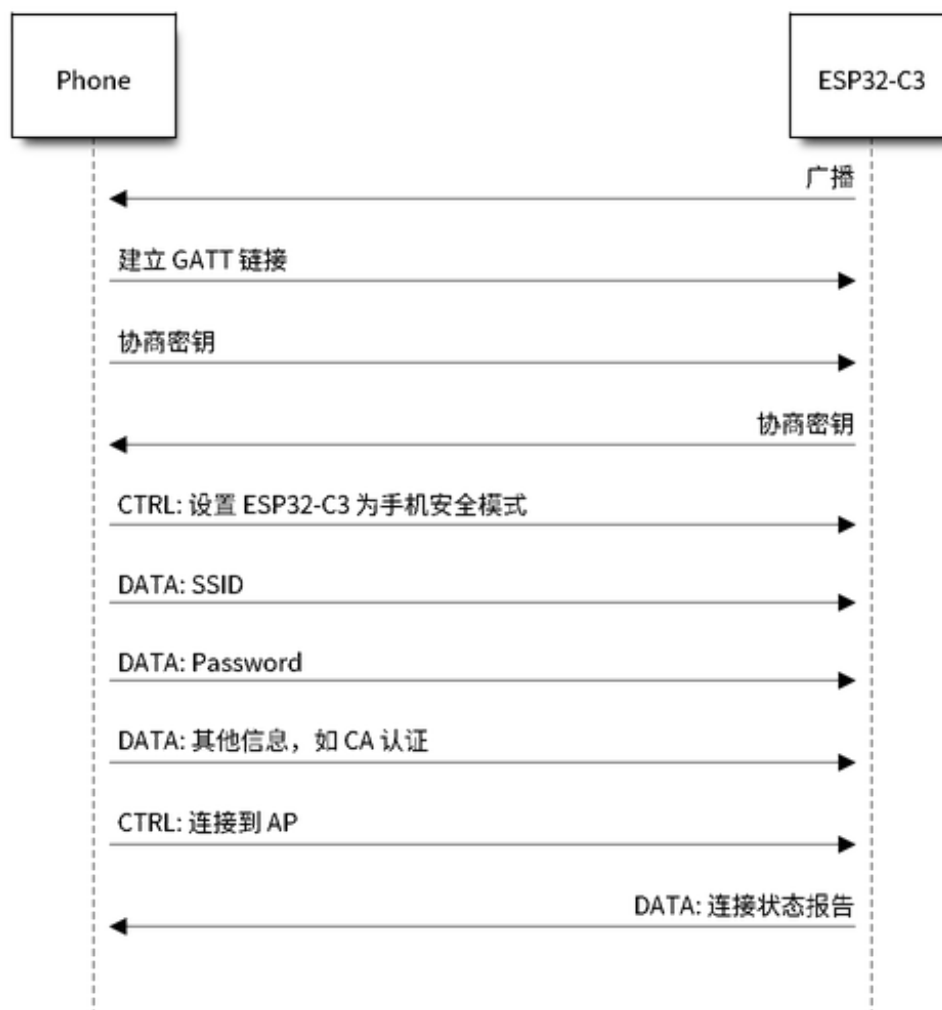 Phone
ESP32-C3
广播
建立 GATT 链接
协商密钥
协商密钥
CTRL: 设置 ESP32-C3 为手机安全模式
DATA: SSID
DATA: Password
DATA: 其他信息，如 CA 认证
CTRL: 连接到 AP
DATA: 连接状态报告